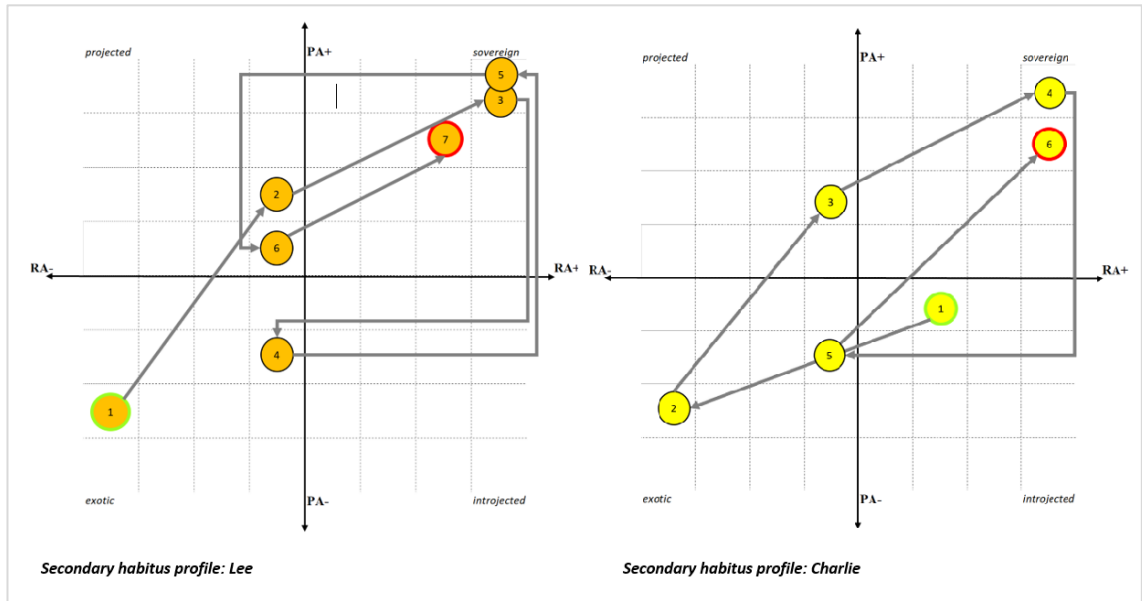 PA+
projected
sovereign
5
3
7
2
6
RA-
RA+
4
1
exotic
PA-
introjected
Secondary habitus profile: Lee
PA+
projected
sovereign
4
6
3
RA-
RA+
1
5
2
exotic
PA-
introjected
Secondary habitus profile: Charlie